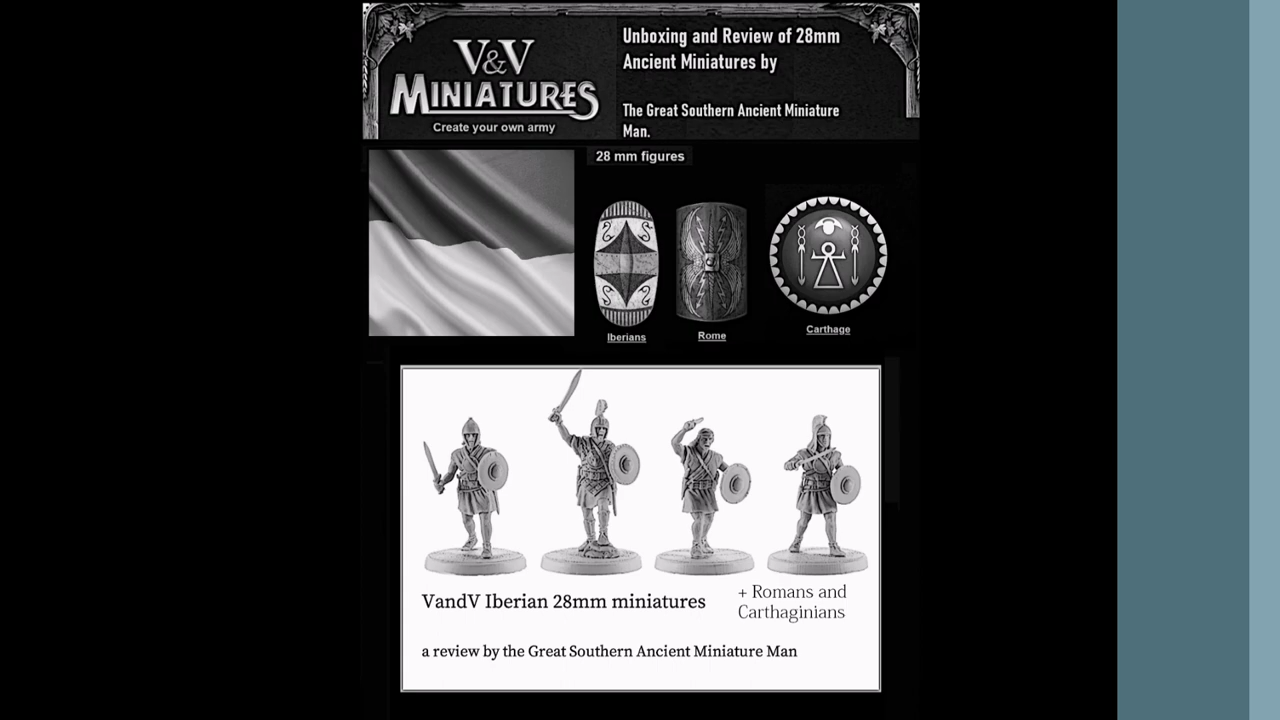 V&V
MINIATURES
Create your own army
Unboxing and Review of 28mm
Ancient Miniatures by
The Great Southern Ancient Miniature
Man.
28 mm figures
Iberians
Rome
Carthage
VandV Iberian 28mm miniatures
+ Romans and
Carthaginians
a review by the Great Southern Ancient Miniature Man